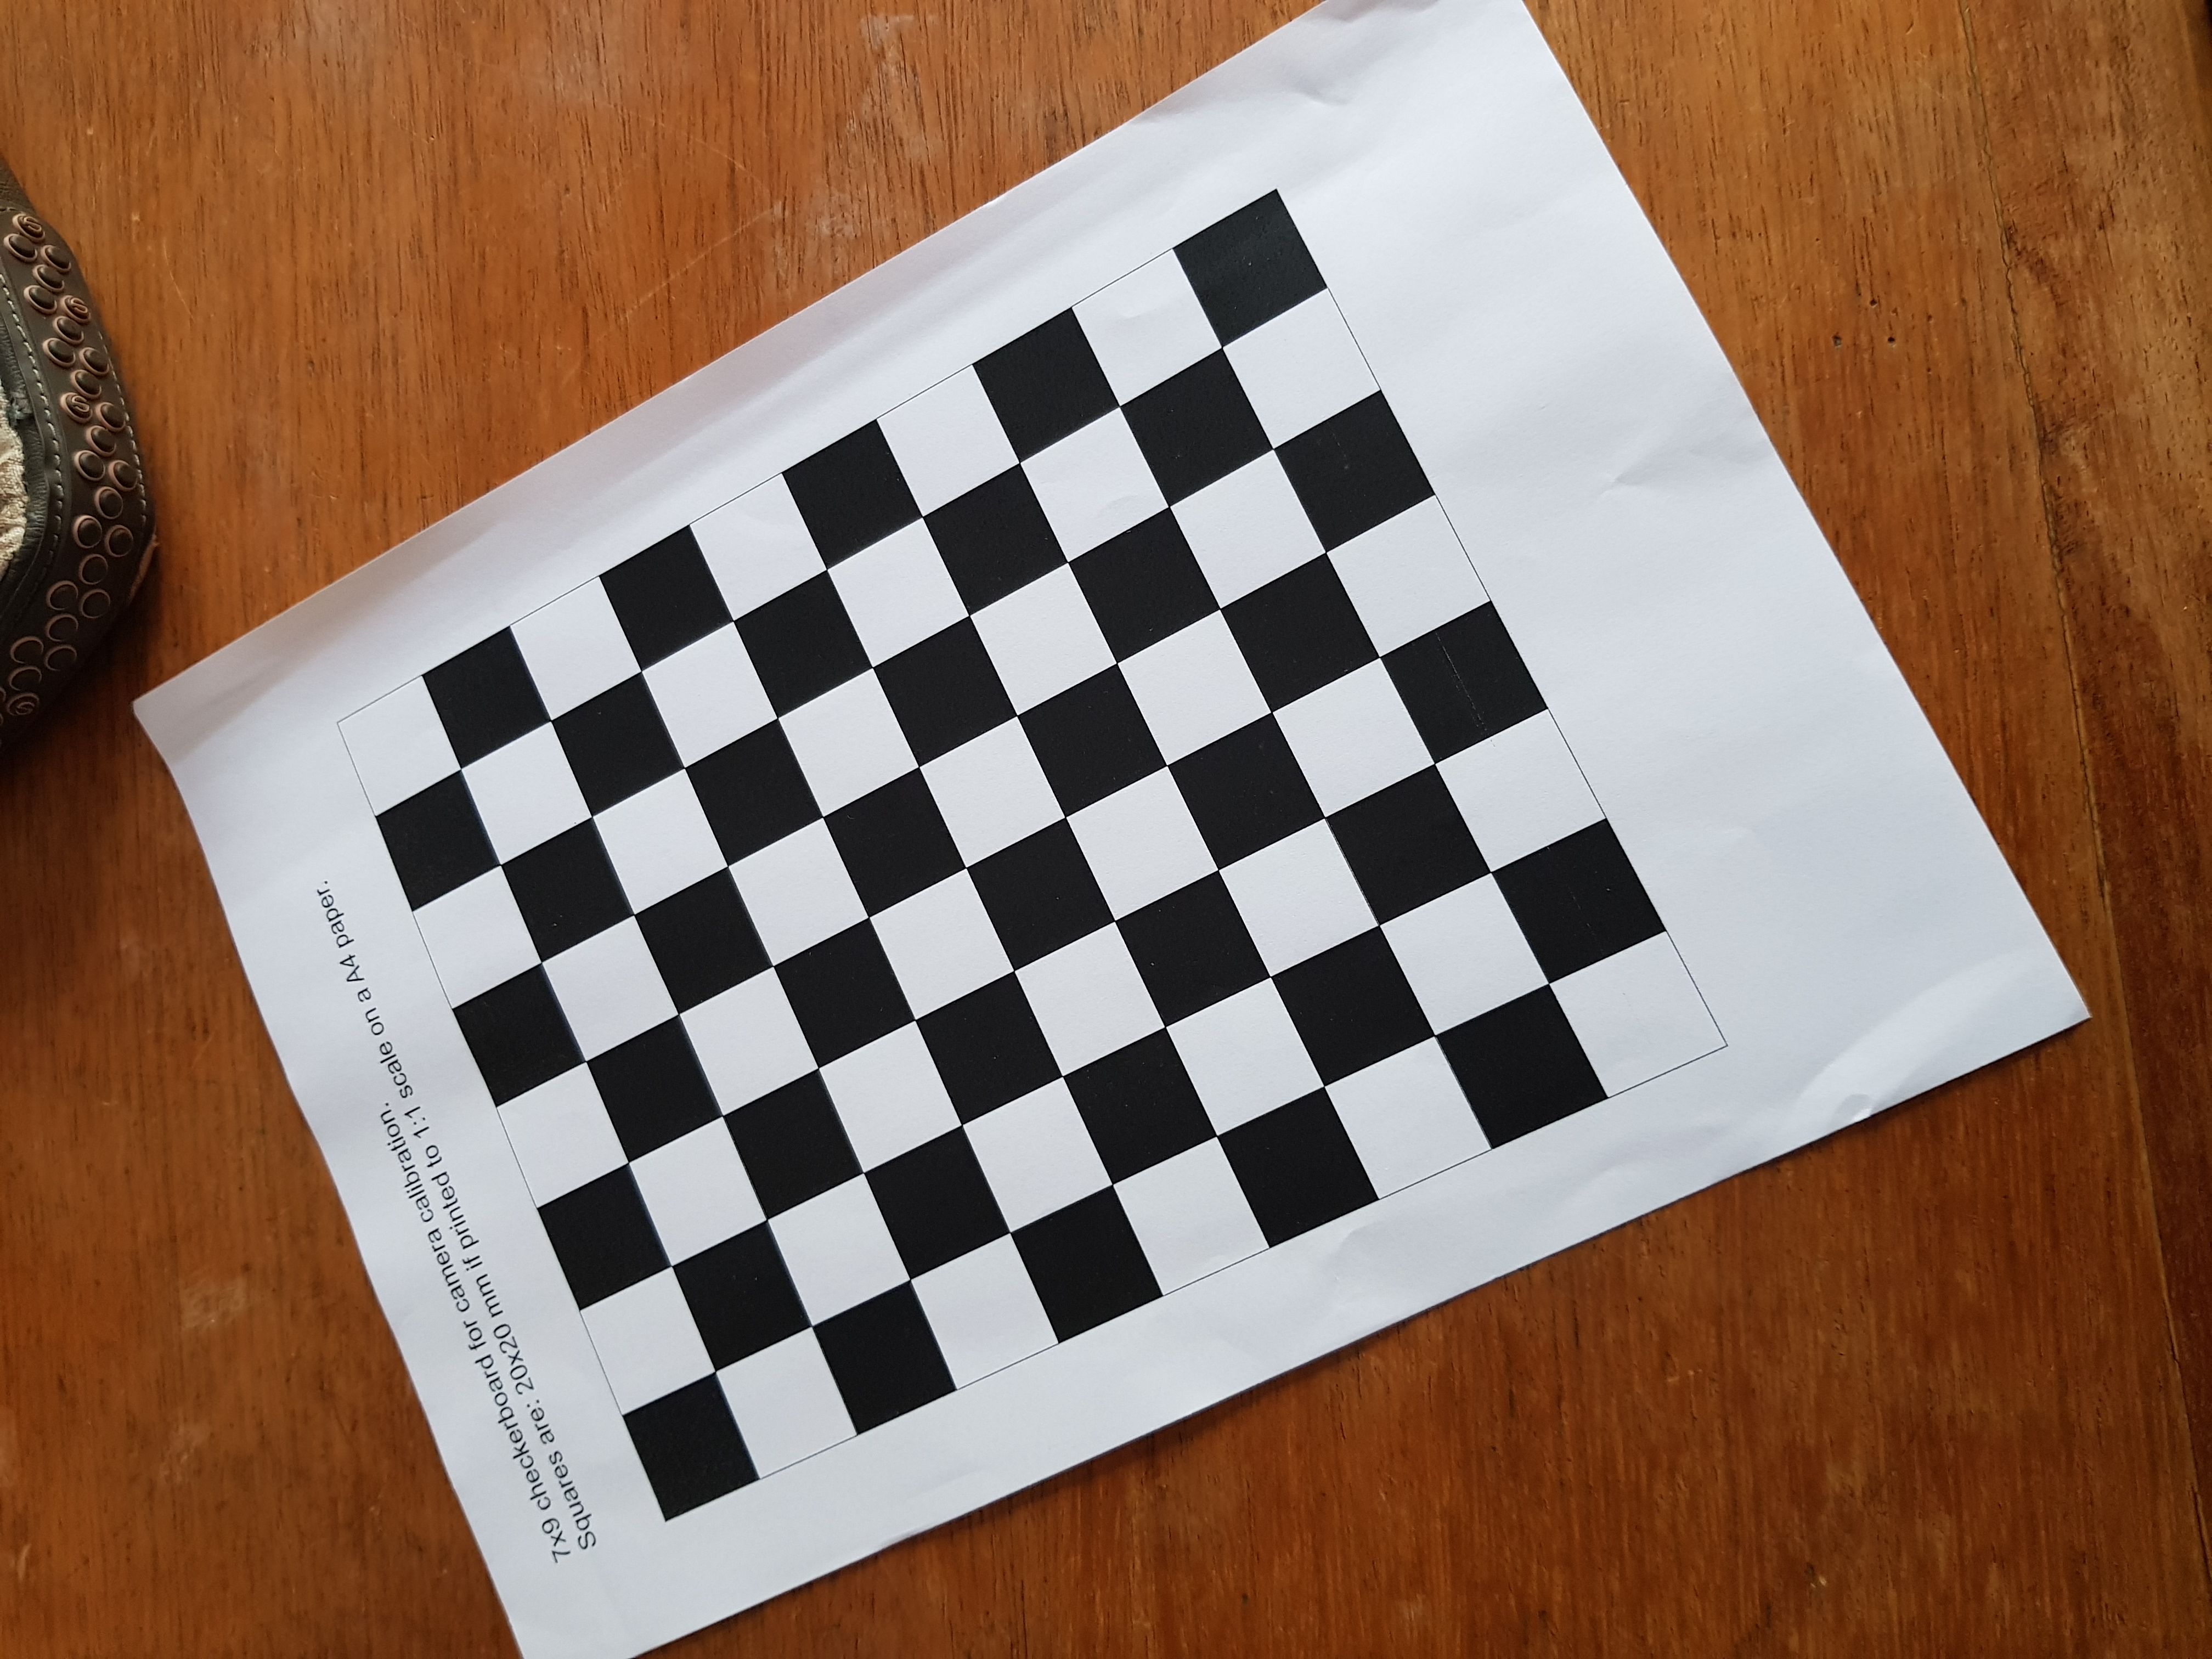 7x9 checkerboard for camera calibration.
Squares are: 20x20 mm if printed to 1:1 scale on a A4 paper.